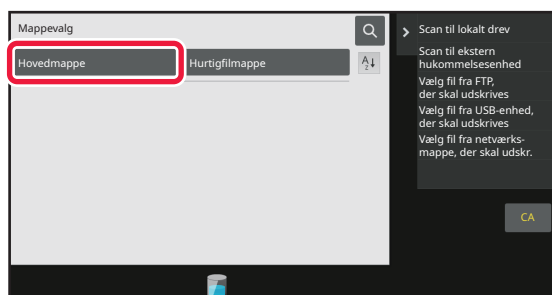 Mappevalg
Hovedmappe
Hurtigfilmappe
A
Z
Scan til lokalt drev
Scan til ekstern
hukommelsesenhed
Vælg fil fra FTP,
der skal udskrives
Vælg fil fra USB-enhed,
der skal udskrives
Vælg fil fra netværks-
mappe, der skal udskr.
CA